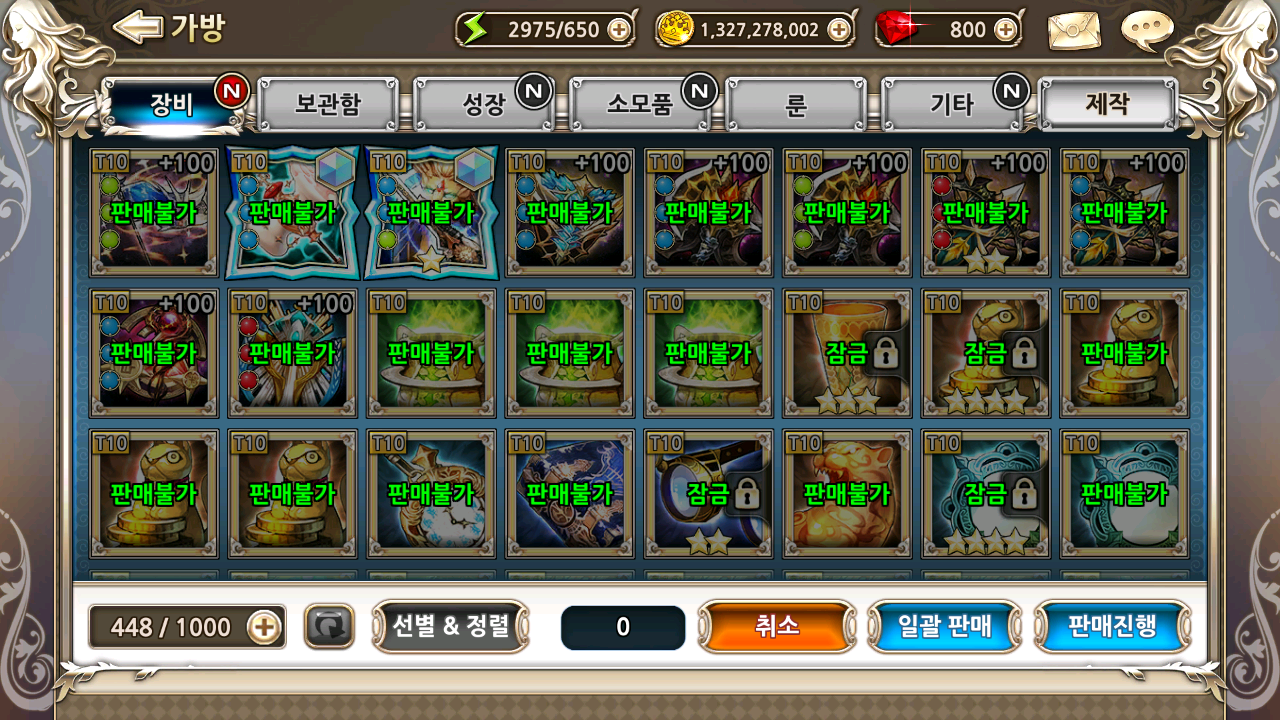 가방 2975/650 1,327,278,002 800
장비 N 보관함 성장 N 소모품 N 룬 기타 N 제작
T10 +100 T10 T10 T10 +100 T10 +100 T10 +100 T10 +100 T10 +100
판매불가 판매불가 판매불가 판매불가 판매불가 판매불가 판매불가 판매불가
T10 +100 T10 +100 T10 T10 T10 T10 T10 T10
판매불가 판매불가 판매불가 판매불가 판매불가 잠금 잠금 판매불가
T10 T10 T10 T10 T10 T10 T10 T10
판매불가 판매불가 판매불가 판매불가 잠금 판매불가 잠금 판매불가
448 / 1000 선별 & 정렬 0 취소 일괄 판매 판매진행